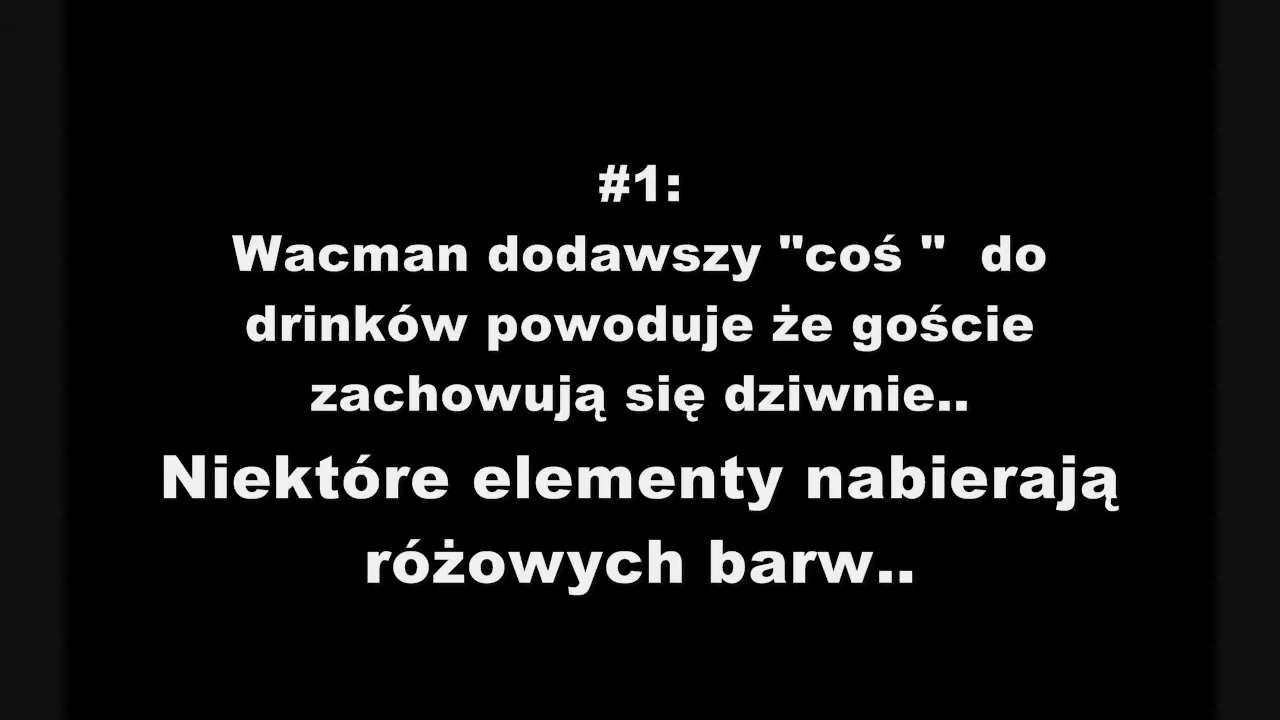 #1:
Wacman dodawszy "coś "  do
drinków powoduje że goście
zachowują się dziwnie..
Niektóre elementy nabierają
różowych barw..